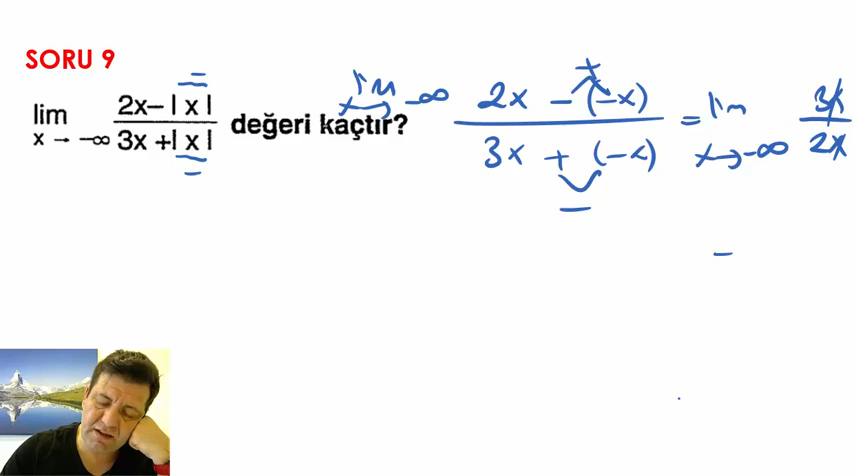 SORU 9
lim x → -∞ 2x - | x | / 3x + | x | değeri kaçtır?
lim x → -∞ 2x - (-x) / 3x + (-x) = lim x → -∞ 3x / 2x
+
-
-